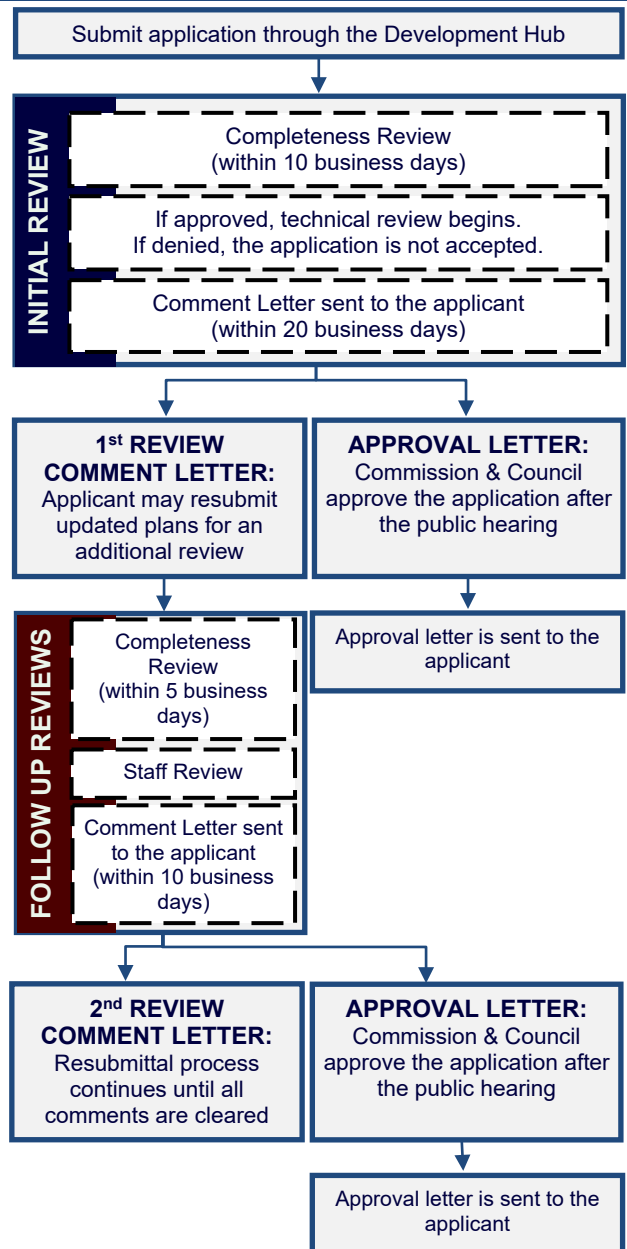 Submit application through the Development Hub
INITIAL REVIEW
Completeness Review
(within 10 business days)
If approved, technical review begins.
If denied, the application is not accepted.
Comment Letter sent to the applicant
(within 20 business days)
1st REVIEW
COMMENT LETTER:
Applicant may resubmit
updated plans for an
additional review
APPROVAL LETTER:
Commission & Council
approve the application after
the public hearing
Approval letter is sent to the
applicant
FOLLOW UP REVIEWS
Completeness
Review
(within 5 business
days)
Staff Review
Comment Letter sent
to the applicant
(within 10 business
days)
2nd REVIEW
COMMENT LETTER:
Resubmittal process
continues until all
comments are cleared
APPROVAL LETTER:
Commission & Council
approve the application after
the public hearing
Approval letter is sent to the
applicant